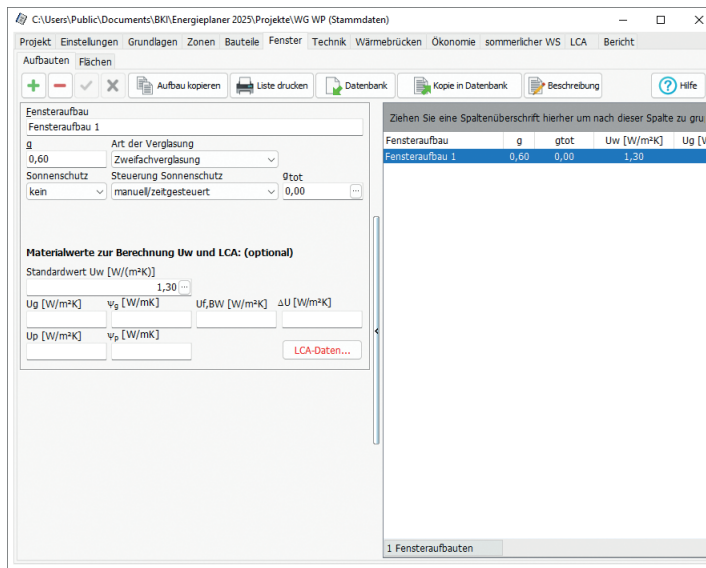 C:\Users\Public\Documents\BKI\Energieplaner 2025\Projekte\WG WP (Stammdaten)
Projekt Einstellungen Grundlagen Zonen Bauteile Fenster Technik Wärmebrücken Ökonomie sommerlicher WS LCA Bericht
Aufbauten Flächen
Aufbau kopieren Liste drucken Datenbank Kopie in Datenbank Beschreibung Hilfe
Fensteraufbau
Fensteraufbau 1
g Art der Verglasung
0,60 Zweifachverglasung
Sonnenschutz Steuerung Sonnenschutz gtot
kein manuell/zeitgesteuert 0,00 ...
Materialwerte zur Berechnung Uw und LCA: (optional)
Standardwert Uw [W/(m²K)]
1,30 ...
Ug [W/m²K] ψg [W/mK] Uf,BW [W/m²K] ΔU [W/m²K]
Up [W/m²K] ψp [W/mK]
LCA-Daten...
Ziehen Sie eine Spaltenüberschrift hierher um nach dieser Spalte zu gru
Fensteraufbau g gtot Uw [W/m²K] Ug [W
Fensteraufbau 1 0,60 0,00 1,30
1 Fensteraufbauten